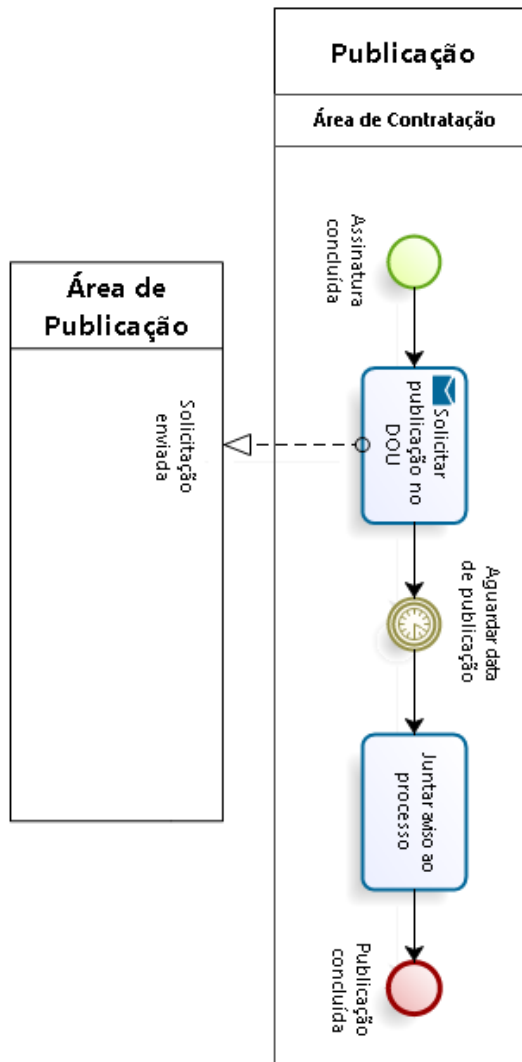 Publicação
Área de Contratação
Assinatura
concluída
Solicitar
publicação no
DOU
Aguardar data
de publicação
Juntar aviso ao
processo
Publicação
concluída
Área de
Publicação
Solicitação
enviada